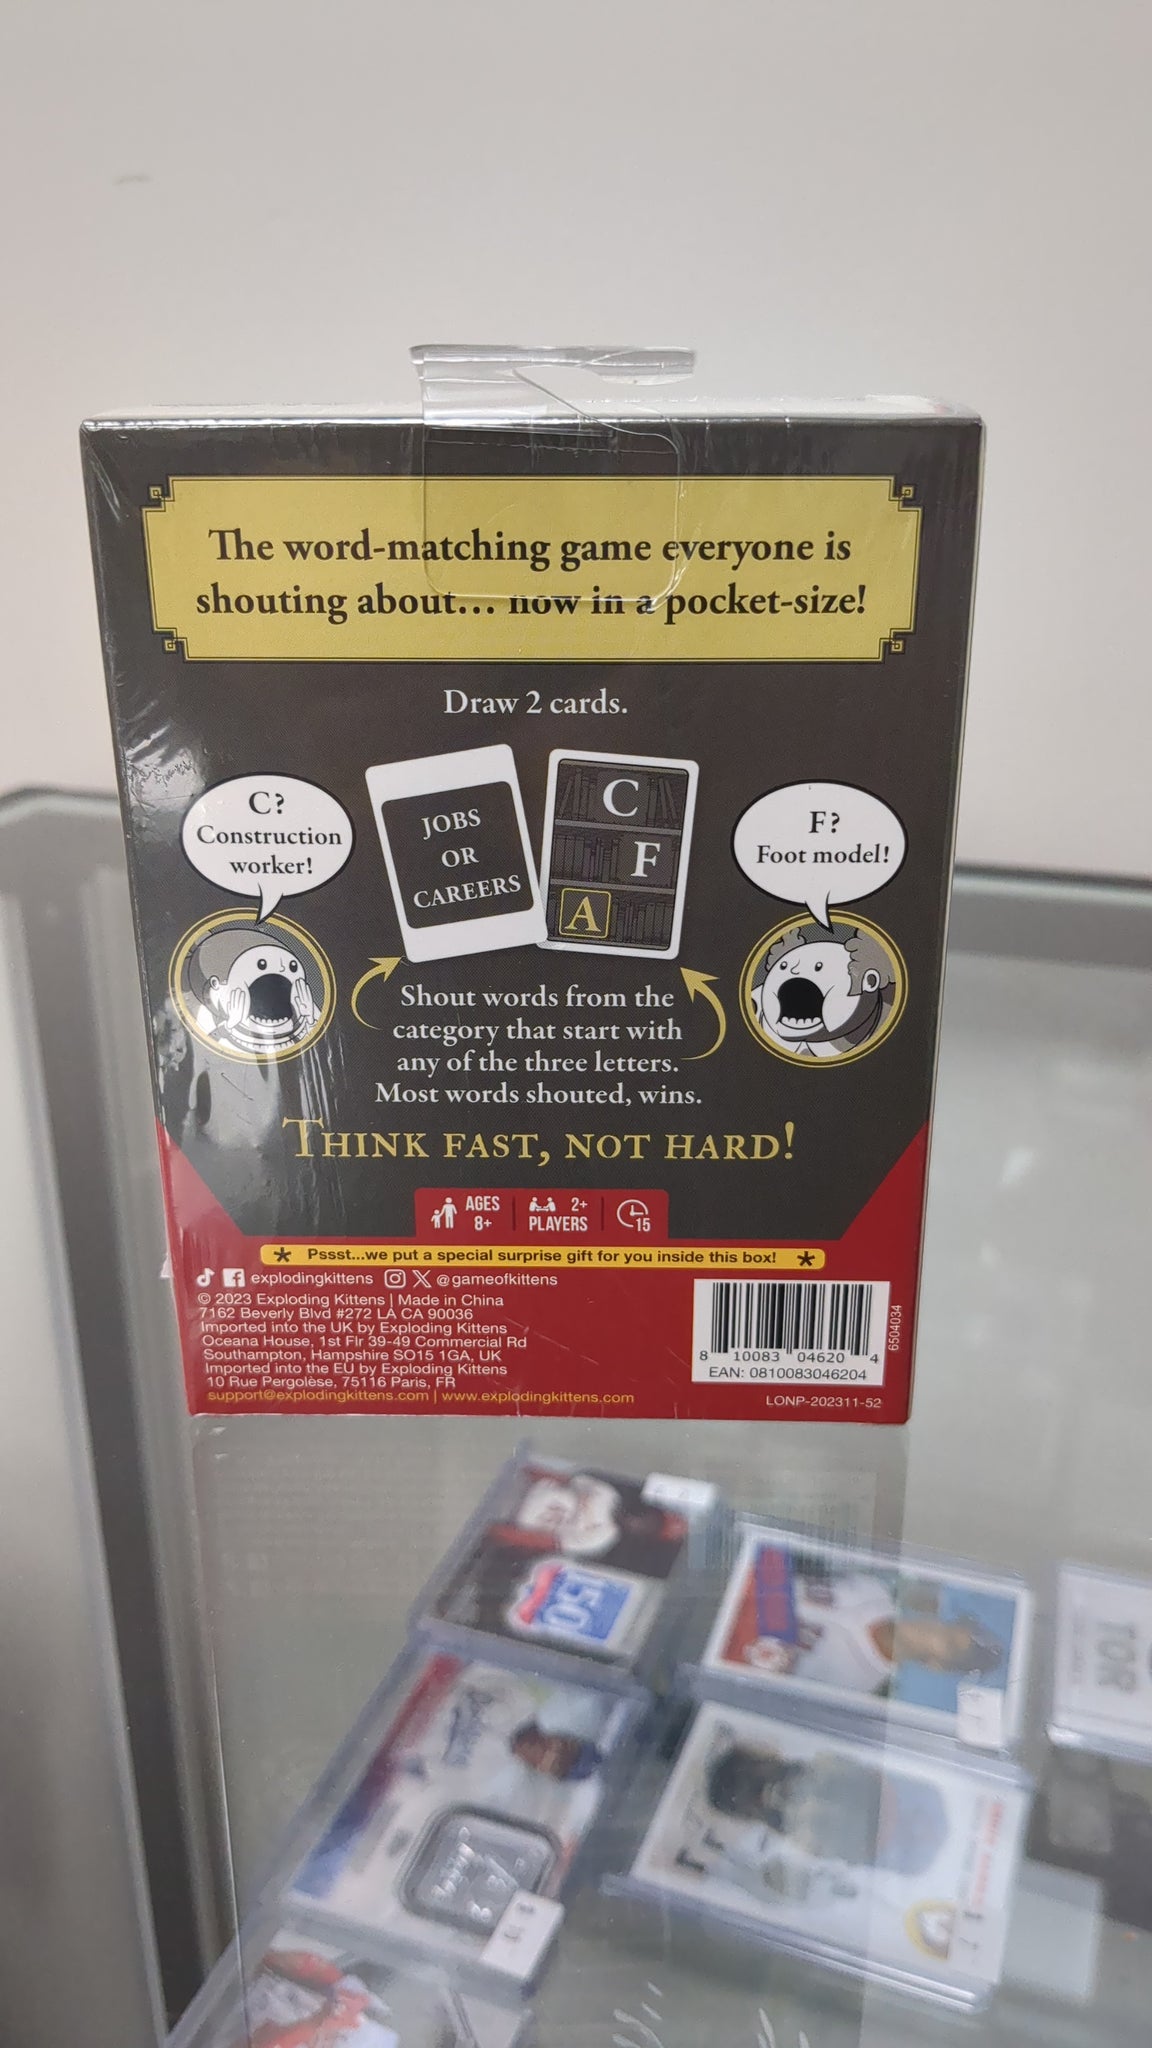 The word-matching game everyone is
shouting about... now in a pocket-size!
Draw 2 cards.
C?
Construction
worker!
JOBS
OR
CAREERS
C
F
A
F?
Foot model!
Shout words from the
category that start with
any of the three letters.
Most words shouted, wins.
THINK FAST, NOT HARD!
AGES
8+
2+
PLAYERS
15
* Pssst...we put a special surprise gift for you inside this box! *
explodingkittens @gameofkittens
© 2023 Exploding Kittens | Made in China
7162 Beverly Blvd #272 LA CA 90036
Imported into the UK by Exploding Kittens
Oceana House, 1st Flr 39-49 Commercial Rd
Southampton, Hampshire SO15 1GA, UK
Imported into the EU by Exploding Kittens
10 Rue Pergolèse, 75116 Paris, FR
support@explodingkittens.com | www.explodingkittens.com
8 10083 04620 4
EAN: 0810083046204
6504034
LONP-202311-52
150
TOR